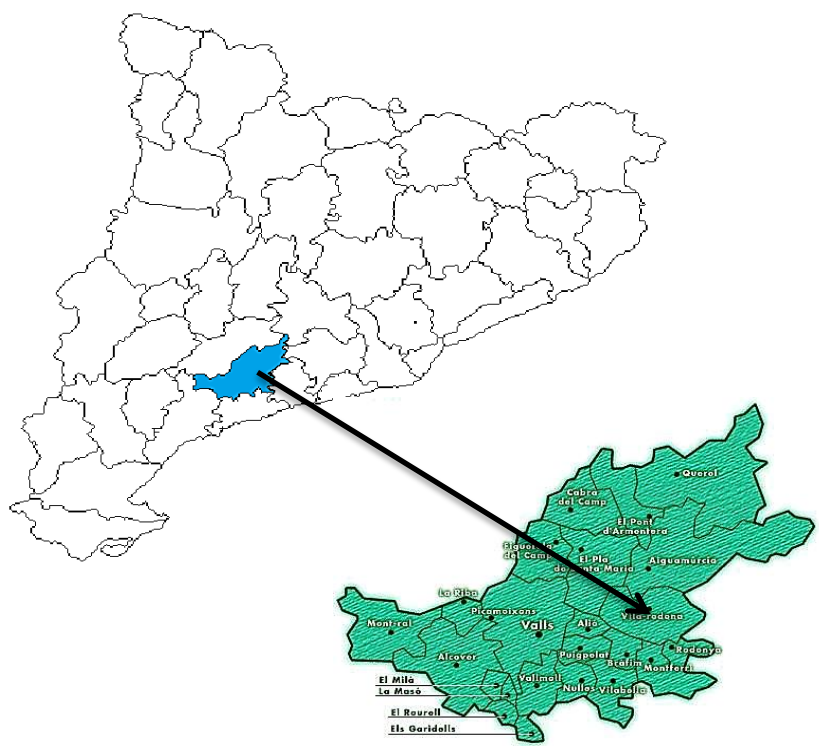 Querol
Cabra
del Camp
El Pont
d'Armentera
Figuerola
del Camp
El Pla
de Santa Maria
Aiguamúrcia
La Riba
Picamoixons
Vila-rodona
Mont-ral
Valls
Alió
Alcover
Puigpelat
Bràfim
Rodonyà
Montferri
El Milà
La Masó
Vallmoll
Nulles
Vilabella
El Rourell
Els Garidells